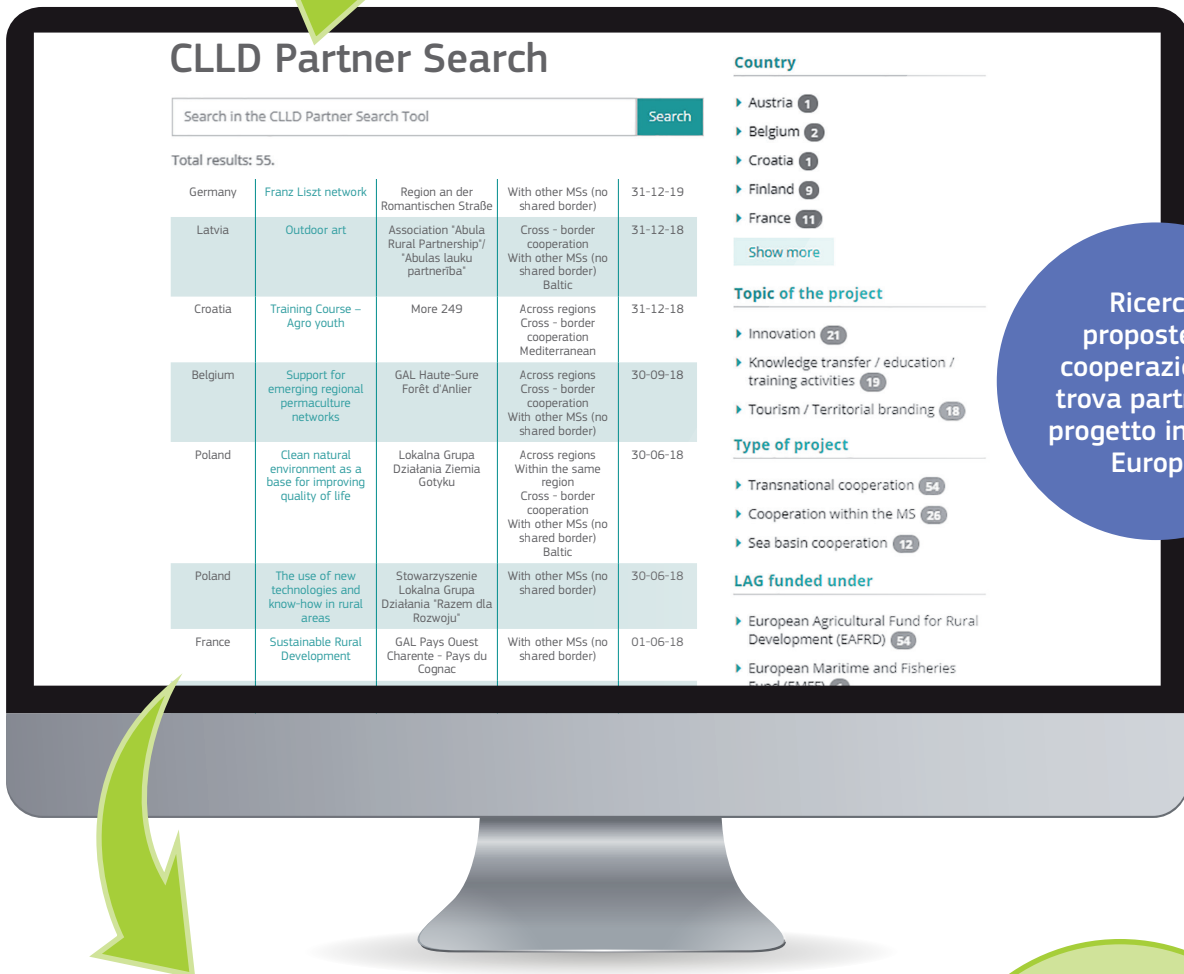 CLLD Partner Search
Search in the CLLD Partner Search Tool
Search
Total results: 55.
Germany
Franz Liszt network
Region an der
Romantischen Straße
With other MSs (no
shared border)
31-12-19
Latvia
Outdoor art
Association "Abula
Rural Partnership"/
"Abulas lauku
partnerība"
Cross - border
cooperation
With other MSs (no
shared border)
Baltic
31-12-18
Croatia
Training Course –
Agro youth
More 249
Across regions
Cross - border
cooperation
Mediterranean
31-12-18
Belgium
Support for
emerging regional
permaculture
networks
GAL Haute-Sure
Forêt d'Anlier
Across regions
Cross - border
cooperation
With other MSs (no
shared border)
30-09-18
Poland
Clean natural
environment as a
base for improving
quality of life
Lokalna Grupa
Działania Ziemia
Gotyku
Across regions
Within the same
region
Cross - border
cooperation
With other MSs (no
shared border)
Baltic
30-06-18
Poland
The use of new
technologies and
know-how in rural
areas
Stowarzyszenie
Lokalna Grupa
Działania "Razem dla
Rozwoju"
With other MSs (no
shared border)
30-06-18
France
Sustainable Rural
Development
GAL Pays Ouest
Charente - Pays du
Cognac
With other MSs (no
shared border)
01-06-18
Country
Austria 1
Belgium 2
Croatia 1
Finland 9
France 11
Show more
Topic of the project
Innovation 21
Knowledge transfer / education /
training activities 19
Tourism / Territorial branding 18
Type of project
Transnational cooperation 54
Cooperation within the MS 26
Sea basin cooperation 12
LAG funded under
European Agricultural Fund for Rural
Development (EAFRD) 54
European Maritime and Fisheries
Fund (EMFF)
Ricerc
proposte
cooperazi
trova part
progetto in
Europ